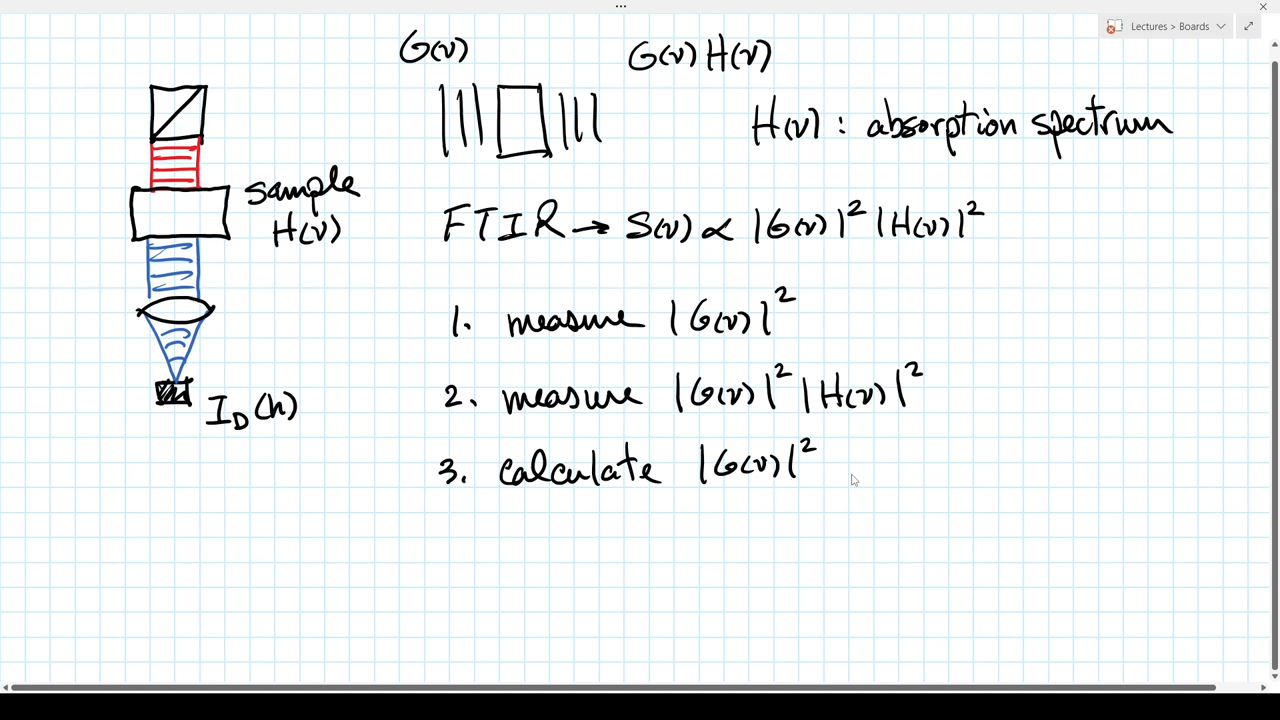 Lectures > Boards
G(ν)
G(ν) H(ν)
H(ν) : absorption spectrum
sample
H(ν)
FTIR → S(ν) ∝ |G(ν)|² |H(ν)|²
1. measure |G(ν)|²
2. measure |G(ν)|² |H(ν)|²
I_D(h)
3. calculate |G(ν)|²